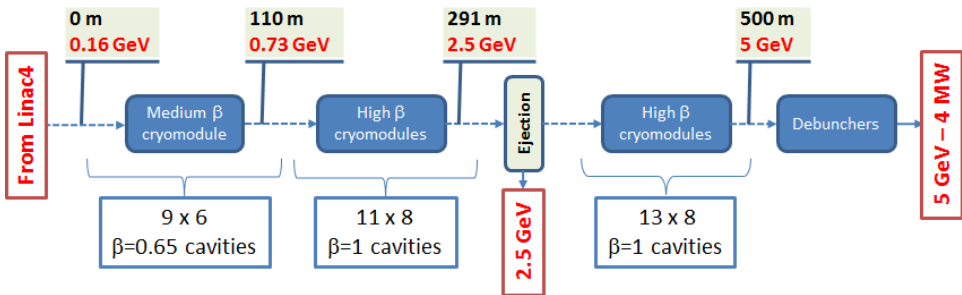 0 m
0.16 GeV
110 m
0.73 GeV
291 m
2.5 GeV
500 m
5 GeV
From Linac4
Medium β
cryomodule
High β
cryomodules
Ejection
High β
cryomodules
Debunchers
5 GeV – 4 MW
9 x 6
β=0.65 cavities
11 x 8
β=1 cavities
2.5 GeV
13 x 8
β=1 cavities